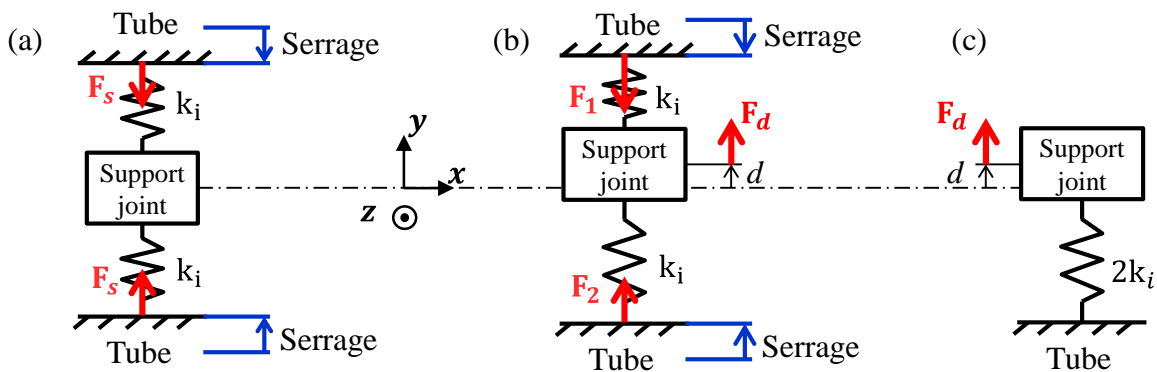 (a)
Tube
Serrage
F_s
k_i
Support
joint
F_s
k_i
Tube
Serrage
y
x
z
(b)
Tube
Serrage
F_1
k_i
F_d
Support
joint
d
k_i
F_2
Tube
Serrage
(c)
F_d
Support
joint
d
2k_i
Tube